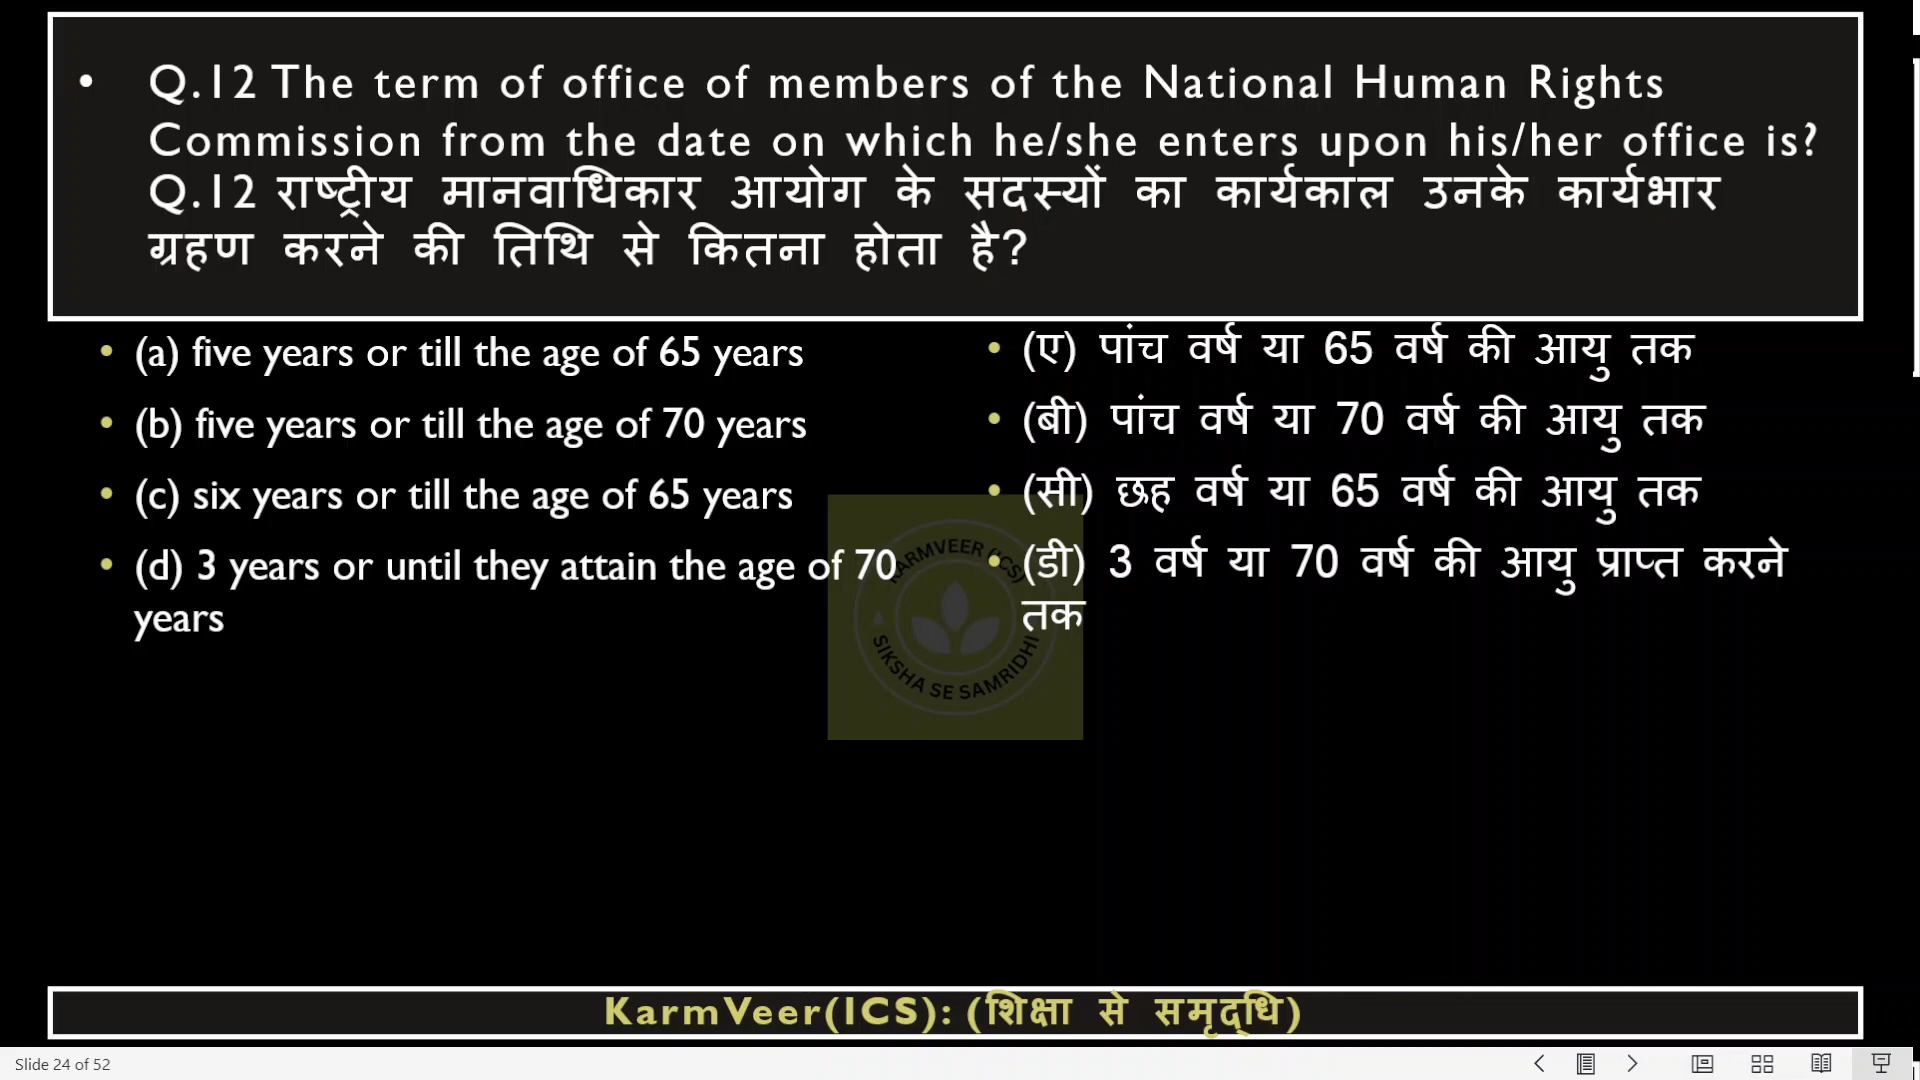 • Q.12 The term of office of members of the National Human Rights
Commission from the date on which he/she enters upon his/her office is?
Q.12 राष्ट्रीय मानवाधिकार आयोग के सदस्यों का कार्यकाल उनके कार्यभार
ग्रहण करने की तिथि से कितना होता है?
• (a) five years or till the age of 65 years
• (b) five years or till the age of 70 years
• (c) six years or till the age of 65 years
• (d) 3 years or until they attain the age of 70
years
• (ए) पांच वर्ष या 65 वर्ष की आयु तक
• (बी) पांच वर्ष या 70 वर्ष की आयु तक
• (सी) छह वर्ष या 65 वर्ष की आयु तक
• (डी) 3 वर्ष या 70 वर्ष की आयु प्राप्त करने
तक
KARMVEER (ICS)
SIKSHA SE SAMRIDHI
KarmVeer(ICS): (शिक्षा से समृद्धि)
Slide 24 of 52